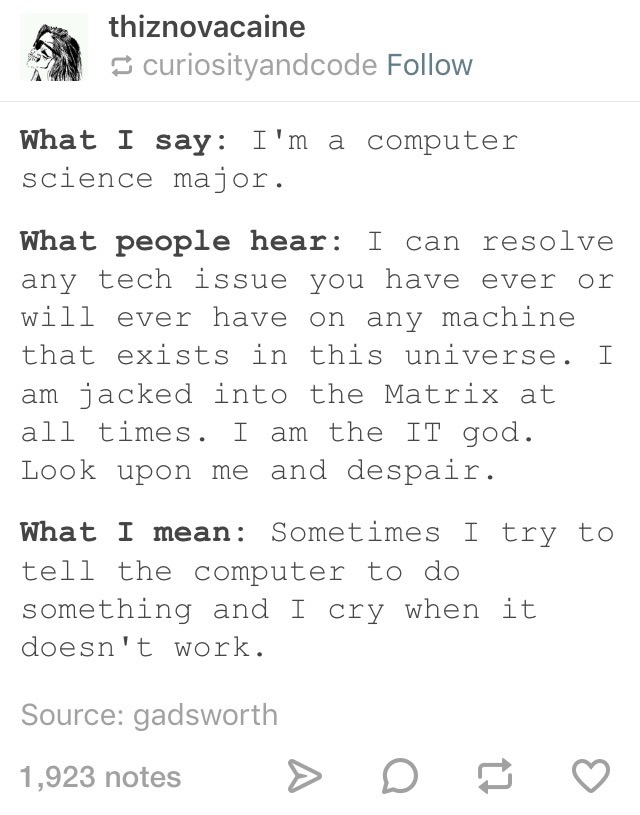 thiznovacaine
curiosityandcode Follow
What I say: I'm a computer
science major.
What people hear: I can resolve
any tech issue you have ever or
will ever have on any machine
that exists in this universe. I
am jacked into the Matrix at
all times. I am the IT god.
Look upon me and despair.
What I mean: Sometimes I try to
tell the computer to do
something and I cry when it
doesn't work.
Source: gadsworth
1,923 notes